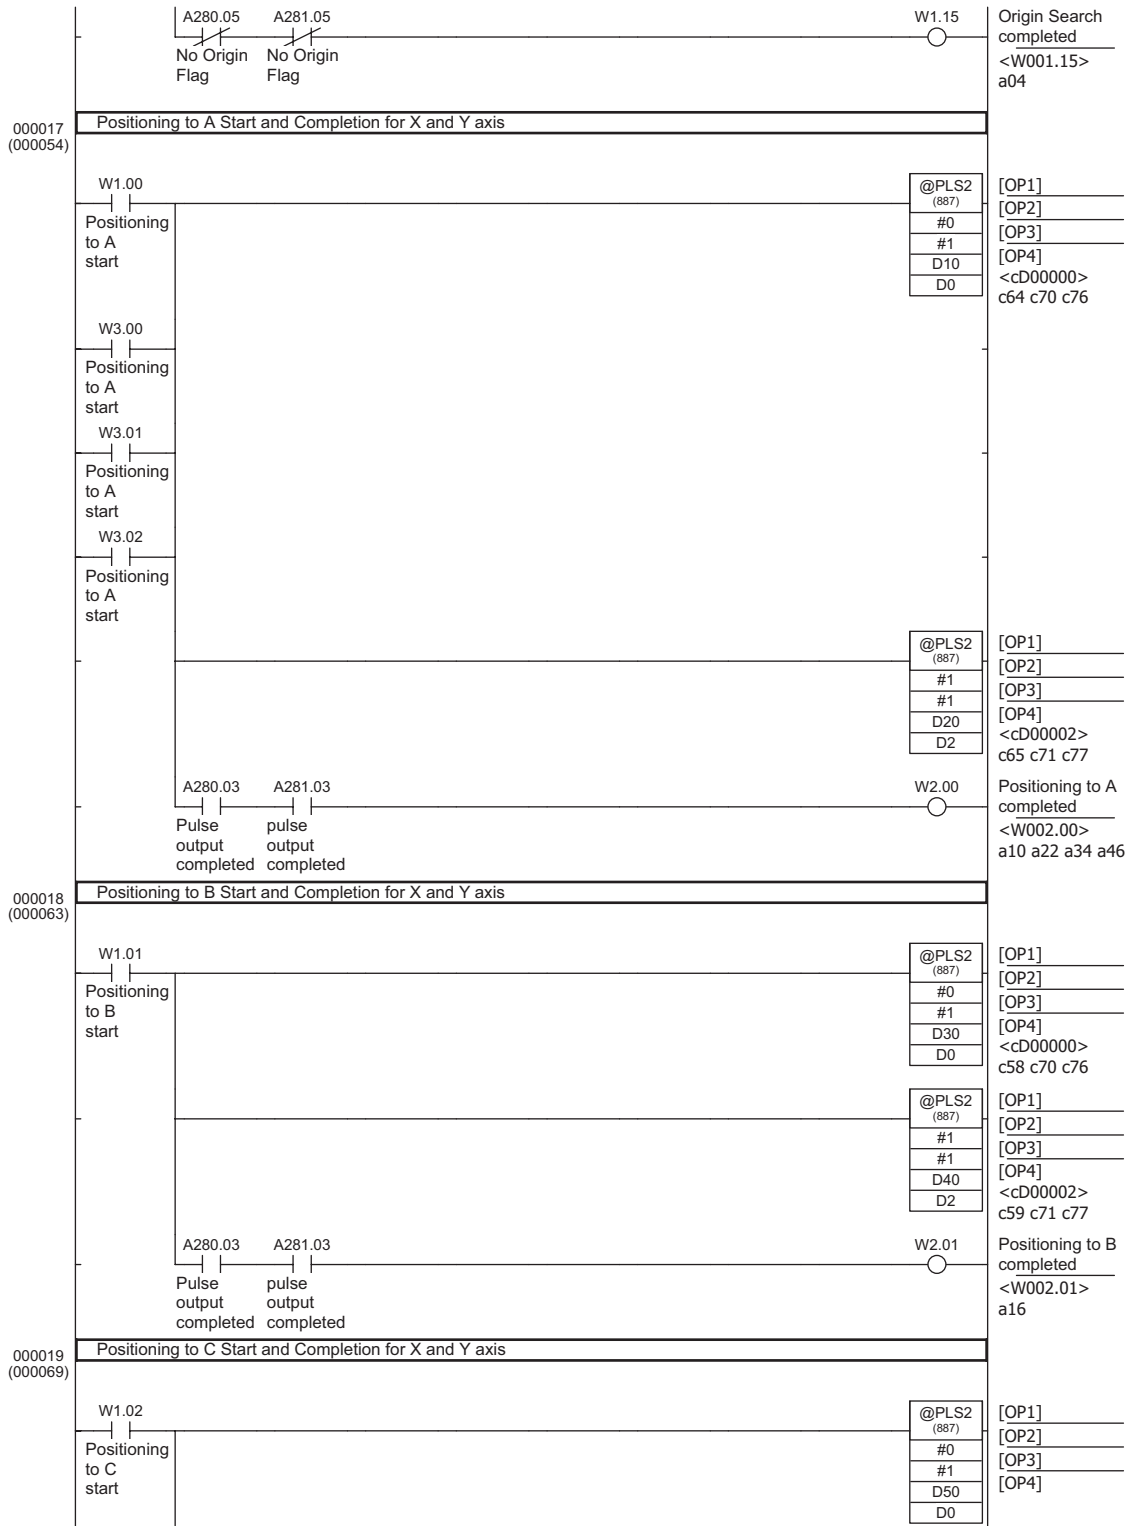 A280.05 A281.05 W1.15 Origin Search
completed
No Origin No Origin <W001.15>
Flag Flag a04
000017 Positioning to A Start and Completion for X and Y axis
(000054)
W1.00 @PLS2 [OP1]
(887) [OP2]
Positioning #0 [OP3]
to A #1 [OP4]
start D10 <cD00000>
D0 c64 c70 c76
W3.00
Positioning
to A
start
W3.01
Positioning
to A
start
W3.02
Positioning
to A
start
@PLS2 [OP1]
(887) [OP2]
#1 [OP3]
#1 [OP4]
D20 <cD00002>
D2 c65 c71 c77
A280.03 A281.03 W2.00 Positioning to A
completed
Pulse pulse <W002.00>
output output a10 a22 a34 a46
completed completed
000018 Positioning to B Start and Completion for X and Y axis
(000063)
W1.01 @PLS2 [OP1]
(887) [OP2]
Positioning #0 [OP3]
to B #1 [OP4]
start D30 <cD00000>
D0 c58 c70 c76
@PLS2 [OP1]
(887) [OP2]
#1 [OP3]
#1 [OP4]
D40 <cD00002>
D2 c59 c71 c77
A280.03 A281.03 W2.01 Positioning to B
completed
Pulse pulse <W002.01>
output output a16
completed completed
000019 Positioning to C Start and Completion for X and Y axis
(000069)
W1.02 @PLS2 [OP1]
(887) [OP2]
Positioning #0 [OP3]
to C #1 [OP4]
start D50
D0